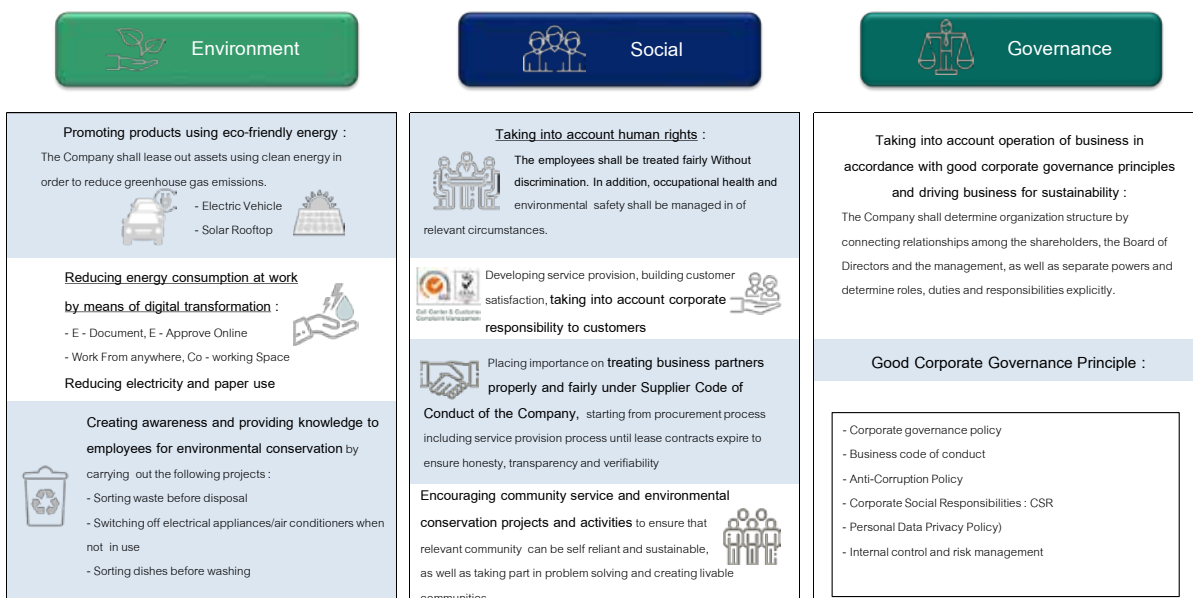 Environment
Promoting products using eco-friendly energy :
The Company shall lease out assets using clean energy in
order to reduce greenhouse gas emissions.
- Electric Vehicle
- Solar Rooftop
Reducing energy consumption at work
by means of digital transformation :
- E - Document, E - Approve Online
- Work From anywhere, Co - working Space
Reducing electricity and paper use
Creating awareness and providing knowledge to
employees for environmental conservation by
carrying out the following projects :
- Sorting waste before disposal
- Switching off electrical appliances/air conditioners when
not in use
- Sorting dishes before washing
Social
Taking into account human rights :
The employees shall be treated fairly Without
discrimination. In addition, occupational health and
environmental safety shall be managed in of
relevant circumstances.
Developing service provision, building customer
satisfaction, taking into account corporate
responsibility to customers
Call Center & Customer
Complaint Management
Placing importance on treating business partners
properly and fairly under Supplier Code of
Conduct of the Company, starting from procurement process
including service provision process until lease contracts expire to
ensure honesty, transparency and verifiability
Encouraging community service and environmental
conservation projects and activities to ensure that
relevant community can be self reliant and sustainable,
as well as taking part in problem solving and creating livable
communities
Governance
Taking into account operation of business in
accordance with good corporate governance principles
and driving business for sustainability :
The Company shall determine organization structure by
connecting relationships among the shareholders, the Board of
Directors and the management, as well as separate powers and
determine roles, duties and responsibilities explicitly.
Good Corporate Governance Principle :
- Corporate governance policy
- Business code of conduct
- Anti-Corruption Policy
- Corporate Social Responsibilities : CSR
- Personal Data Privacy Policy)
- Internal control and risk management